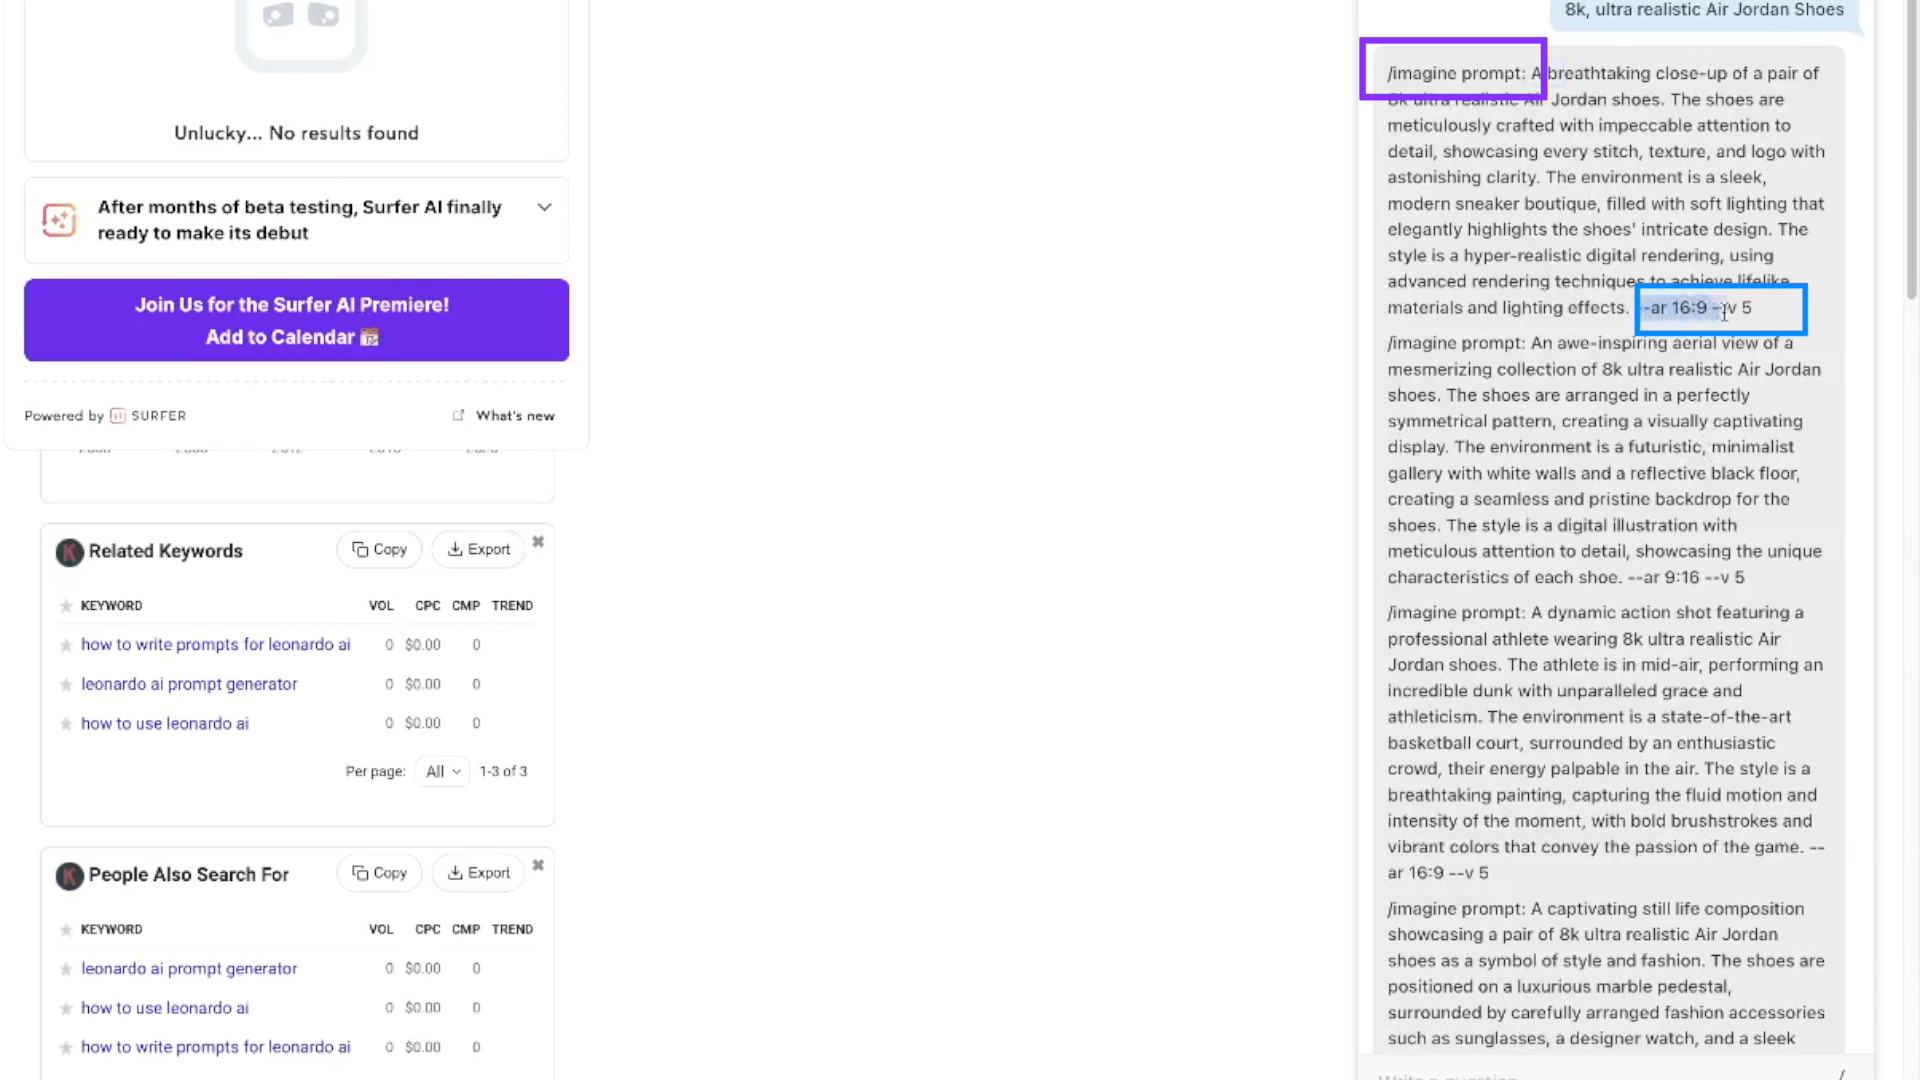 Unlucky... No results found
After months of beta testing, Surfer AI finally
ready to make its debut
Join Us for the Surfer AI Premiere!
Add to Calendar
Powered by SURFER
What's new
2012
Related Keywords
Copy
Export
KEYWORD VOL CPC CMP TREND
how to write prompts for leonardo ai 0 $0.00 0
leonardo ai prompt generator 0 $0.00 0
how to use leonardo ai 0 $0.00 0
Per page: All 1-3 of 3
People Also Search For
Copy
Export
KEYWORD VOL CPC CMP TREND
leonardo ai prompt generator 0 $0.00 0
how to use leonardo ai 0 $0.00 0
how to write prompts for leonardo ai 0 $0.00 0
8k, ultra realistic Air Jordan Shoes
/imagine prompt: A breathtaking close-up of a pair of
8k ultra realistic Air Jordan shoes. The shoes are
meticulously crafted with impeccable attention to
detail, showcasing every stitch, texture, and logo with
astonishing clarity. The environment is a sleek,
modern sneaker boutique, filled with soft lighting that
elegantly highlights the shoes' intricate design. The
style is a hyper-realistic digital rendering, using
advanced rendering techniques to achieve lifelike
materials and lighting effects. --ar 16:9 --v 5
/imagine prompt: An awe-inspiring aerial view of a
mesmerizing collection of 8k ultra realistic Air Jordan
shoes. The shoes are arranged in a perfectly
symmetrical pattern, creating a visually captivating
display. The environment is a futuristic, minimalist
gallery with white walls and a reflective black floor,
creating a seamless and pristine backdrop for the
shoes. The style is a digital illustration with
meticulous attention to detail, showcasing the unique
characteristics of each shoe. --ar 9:16 --v 5
/imagine prompt: A dynamic action shot featuring a
professional athlete wearing 8k ultra realistic Air
Jordan shoes. The athlete is in mid-air, performing an
incredible dunk with unparalleled grace and
athleticism. The environment is a state-of-the-art
basketball court, surrounded by an enthusiastic
crowd, their energy palpable in the air. The style is a
breathtaking painting, capturing the fluid motion and
intensity of the moment, with bold brushstrokes and
vibrant colors that convey the passion of the game. --
ar 16:9 --v 5
/imagine prompt: A captivating still life composition
showcasing a pair of 8k ultra realistic Air Jordan
shoes as a symbol of style and fashion. The shoes are
positioned on a luxurious marble pedestal,
surrounded by carefully arranged fashion accessories
such as sunglasses, a designer watch, and a sleek